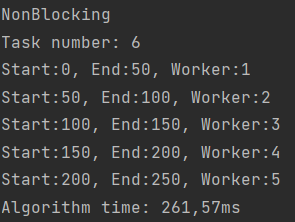 NonBlocking
Task number: 6
Start:0, End:50, Worker:1
Start:50, End:100, Worker:2
Start:100, End:150, Worker:3
Start:150, End:200, Worker:4
Start:200, End:250, Worker:5
Algorithm time: 261,57ms